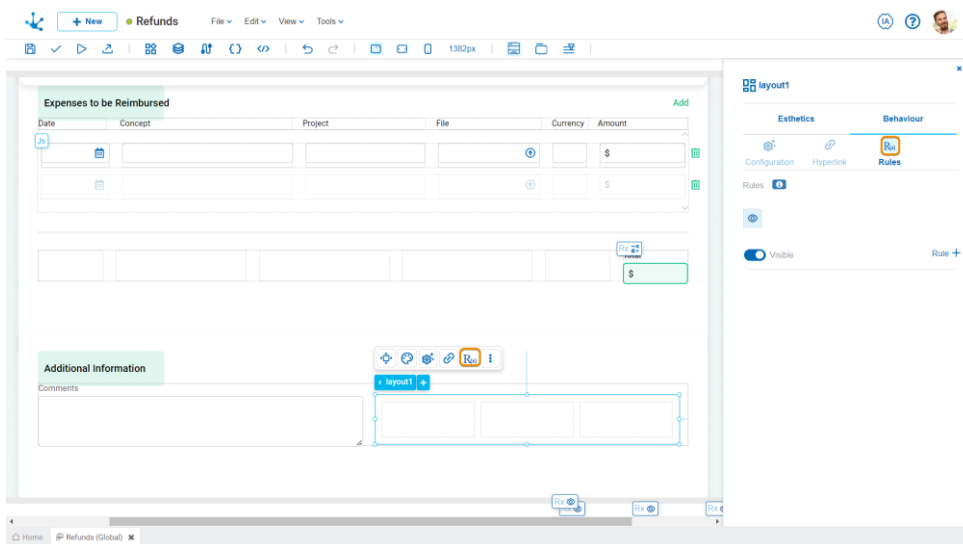 + New
Refunds
File
Edit
View
Tools
IA
?
1382px
Expenses to be Reimbursed
Add
Date
Concept
Project
File
Currency
Amount
Js
$
$
Rx
$
Additional Information
Comments
R(x)
< layout1 +
Rx
Rx
Rx
layout1
Esthetics
Behaviour
R(x)
Configuration
Hyperlink
Rules
Rules
Visible
Rule +
Home
Refunds (Global)